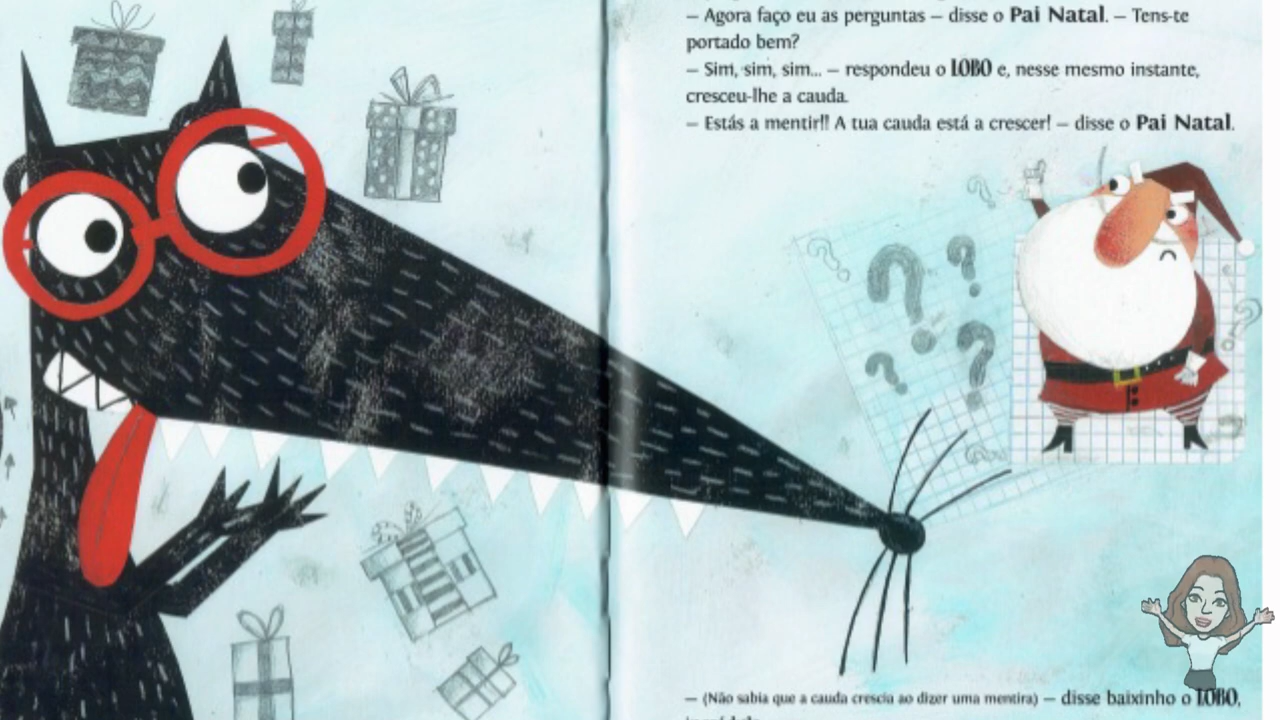 – Agora faço eu as perguntas – disse o Pai Natal. – Tens-te
portado bem?
– Sim, sim, sim... – respondeu o LOBO e, nesse mesmo instante,
cresceu-lhe a cauda.
– Estás a mentir!! A tua cauda está a crescer! – disse o Pai Natal.
– (Não sabia que a cauda crescia ao dizer uma mentira) – disse baixinho o LOBO,